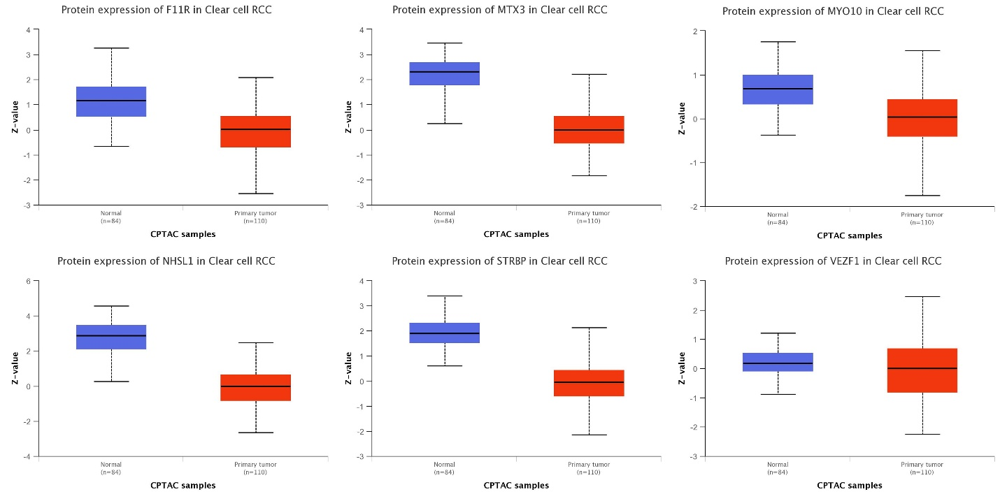 Protein expression of F11R in Clear cell RCC
4
3
2
1
0
-1
-2
-3
Z-value
Normal
(n=84)
Primary tumor
(n=110)
CPTAC samples
Protein expression of MTX3 in Clear cell RCC
4
3
2
1
0
-1
-2
-3
Z-value
Normal
(n=84)
Primary tumor
(n=110)
CPTAC samples
Protein expression of MYO10 in Clear cell RCC
2
1
0
-1
-2
Z-value
Normal
(n=84)
Primary tumor
(n=110)
CPTAC samples
Protein expression of NHSL1 in Clear cell RCC
6
4
2
0
-2
-4
Z-value
Normal
(n=84)
Primary tumor
(n=110)
CPTAC samples
Protein expression of STRBP in Clear cell RCC
4
3
2
1
0
-1
-2
-3
Z-value
Normal
(n=84)
Primary tumor
(n=110)
CPTAC samples
Protein expression of VEZF1 in Clear cell RCC
3
2
1
0
-1
-2
-3
Z-value
Normal
(n=84)
Primary tumor
(n=110)
CPTAC samples